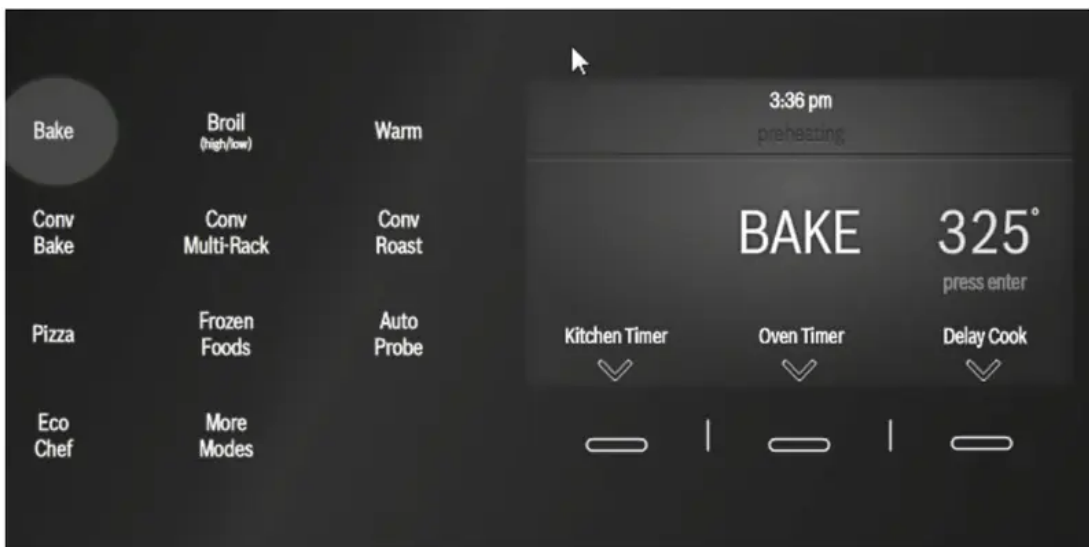 Bake
Broil
(high/low)
Warm
Conv
Bake
Conv
Multi-Rack
Conv
Roast
Pizza
Frozen
Foods
Auto
Probe
Eco
Chef
More
Modes
3:36 pm
preheating
BAKE
325°
press enter
Kitchen Timer
Oven Timer
Delay Cook